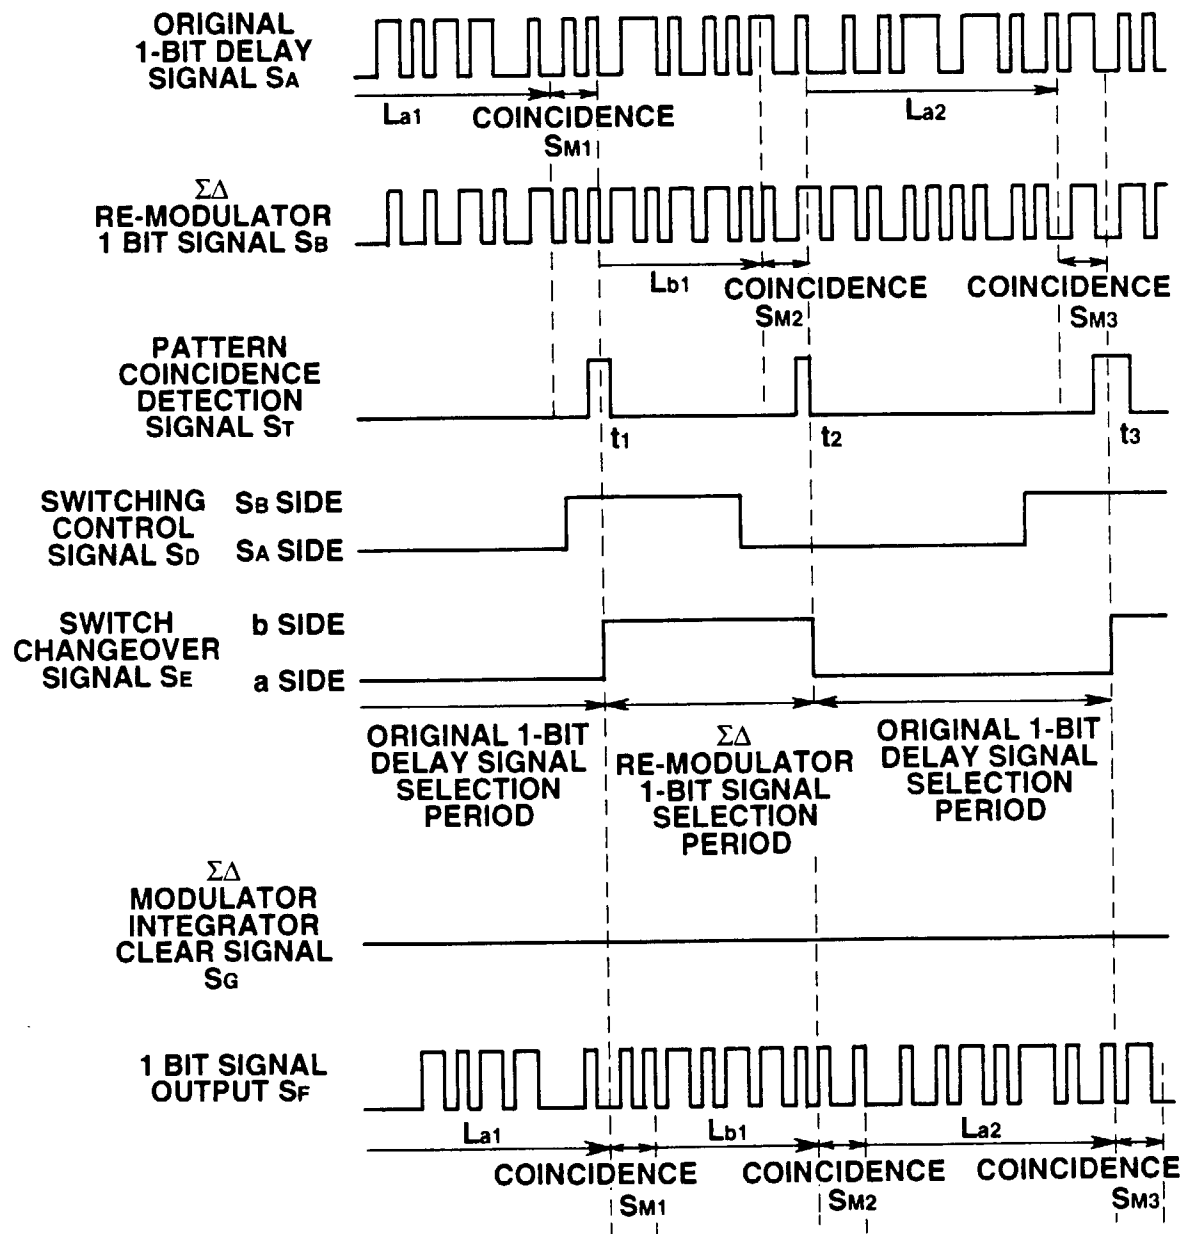 ORIGINAL
1-BIT DELAY
SIGNAL SA
La1
COINCIDENCE
SM1
La2
ΣΔ
RE-MODULATOR
1 BIT SIGNAL SB
Lb1
COINCIDENCE
SM2
COINCIDENCE
SM3
PATTERN
COINCIDENCE
DETECTION
SIGNAL ST
t1
t2
t3
SWITCHING
CONTROL
SIGNAL SD
SB SIDE
SA SIDE
SWITCH
CHANGEOVER
SIGNAL SE
b SIDE
a SIDE
ORIGINAL 1-BIT
DELAY SIGNAL
SELECTION
PERIOD
ΣΔ
RE-MODULATOR
1-BIT SIGNAL
SELECTION
PERIOD
ORIGINAL 1-BIT
DELAY SIGNAL
SELECTION
PERIOD
ΣΔ
MODULATOR
INTEGRATOR
CLEAR SIGNAL
SG
1 BIT SIGNAL
OUTPUT SF
La1
Lb1
La2
COINCIDENCE
SM1
COINCIDENCE
SM2
COINCIDENCE
SM3